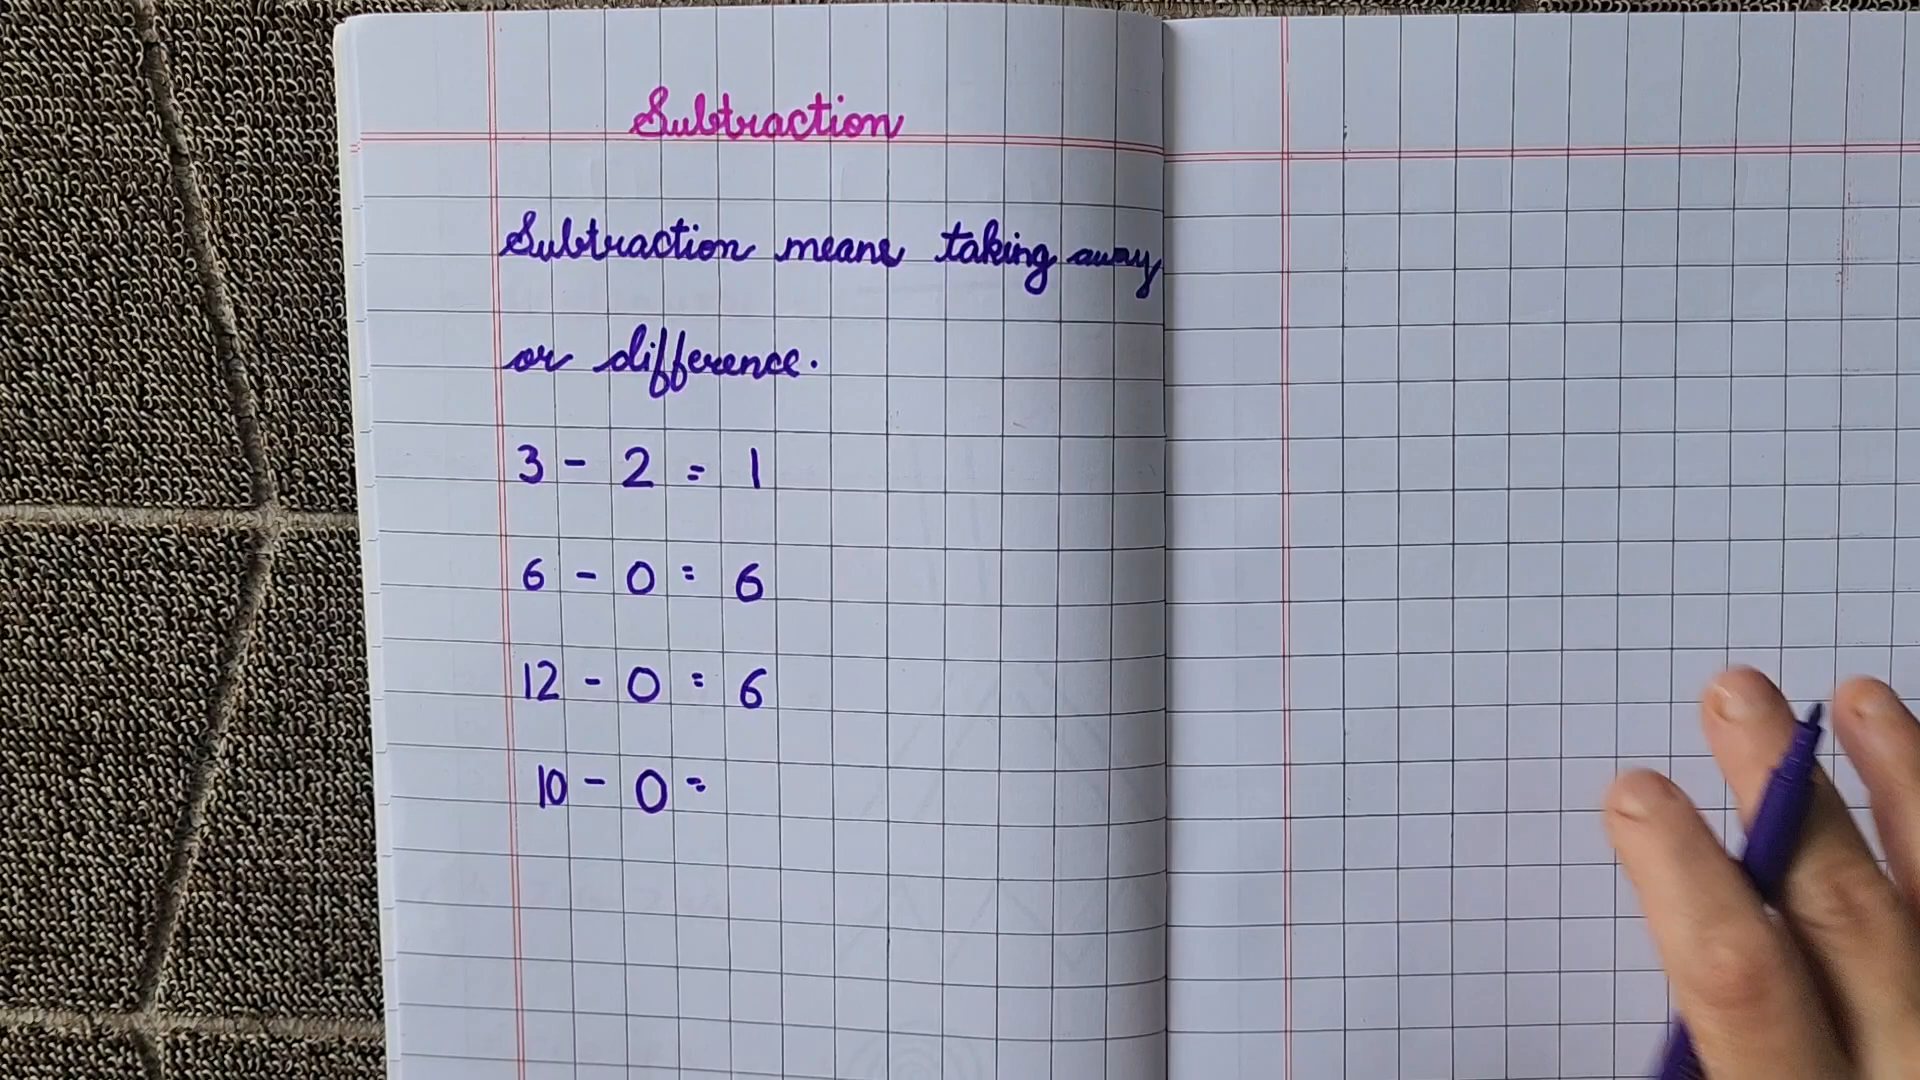 Subtraction
Subtraction means taking away
or difference.
3 - 2 = 1
6 - 0 = 6
12 - 0 = 6
10 - 0 =